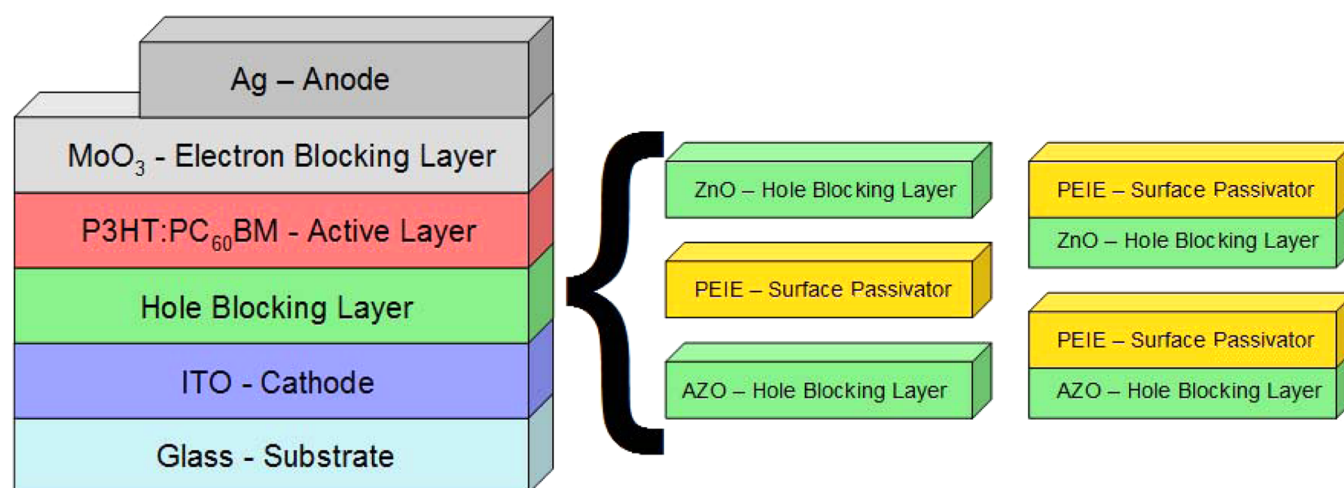 Ag – Anode
MoO₃ - Electron Blocking Layer
P3HT:PC₆₀BM - Active Layer
Hole Blocking Layer
ITO - Cathode
Glass - Substrate
ZnO – Hole Blocking Layer
PEIE – Surface Passivator
AZO – Hole Blocking Layer
PEIE – Surface Passivator
ZnO – Hole Blocking Layer
PEIE – Surface Passivator
AZO – Hole Blocking Layer